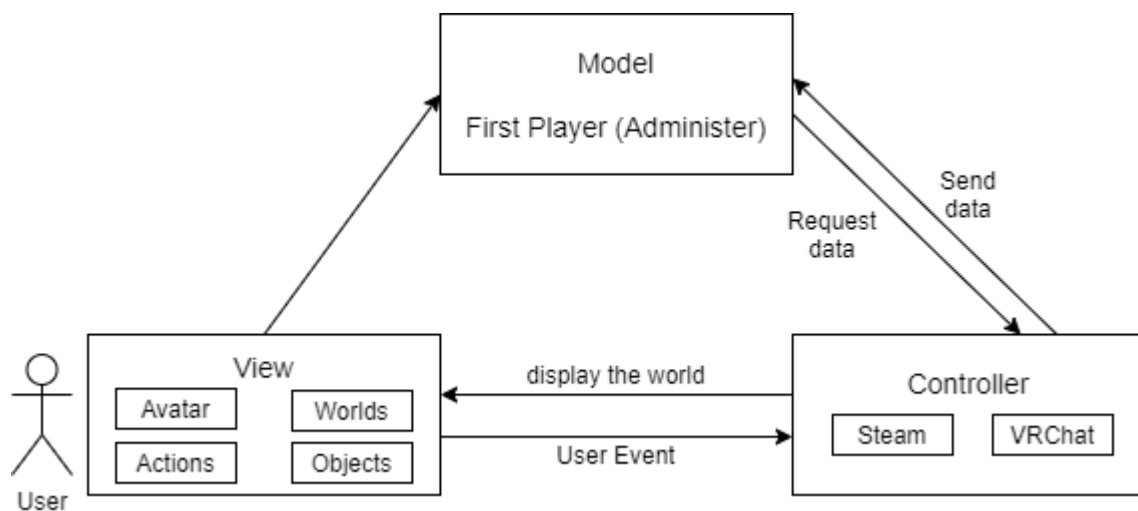 Model
First Player (Administer)
Send
data
Request
data
View
Avatar
Worlds
Actions
Objects
User
display the world
User Event
Controller
Steam
VRChat